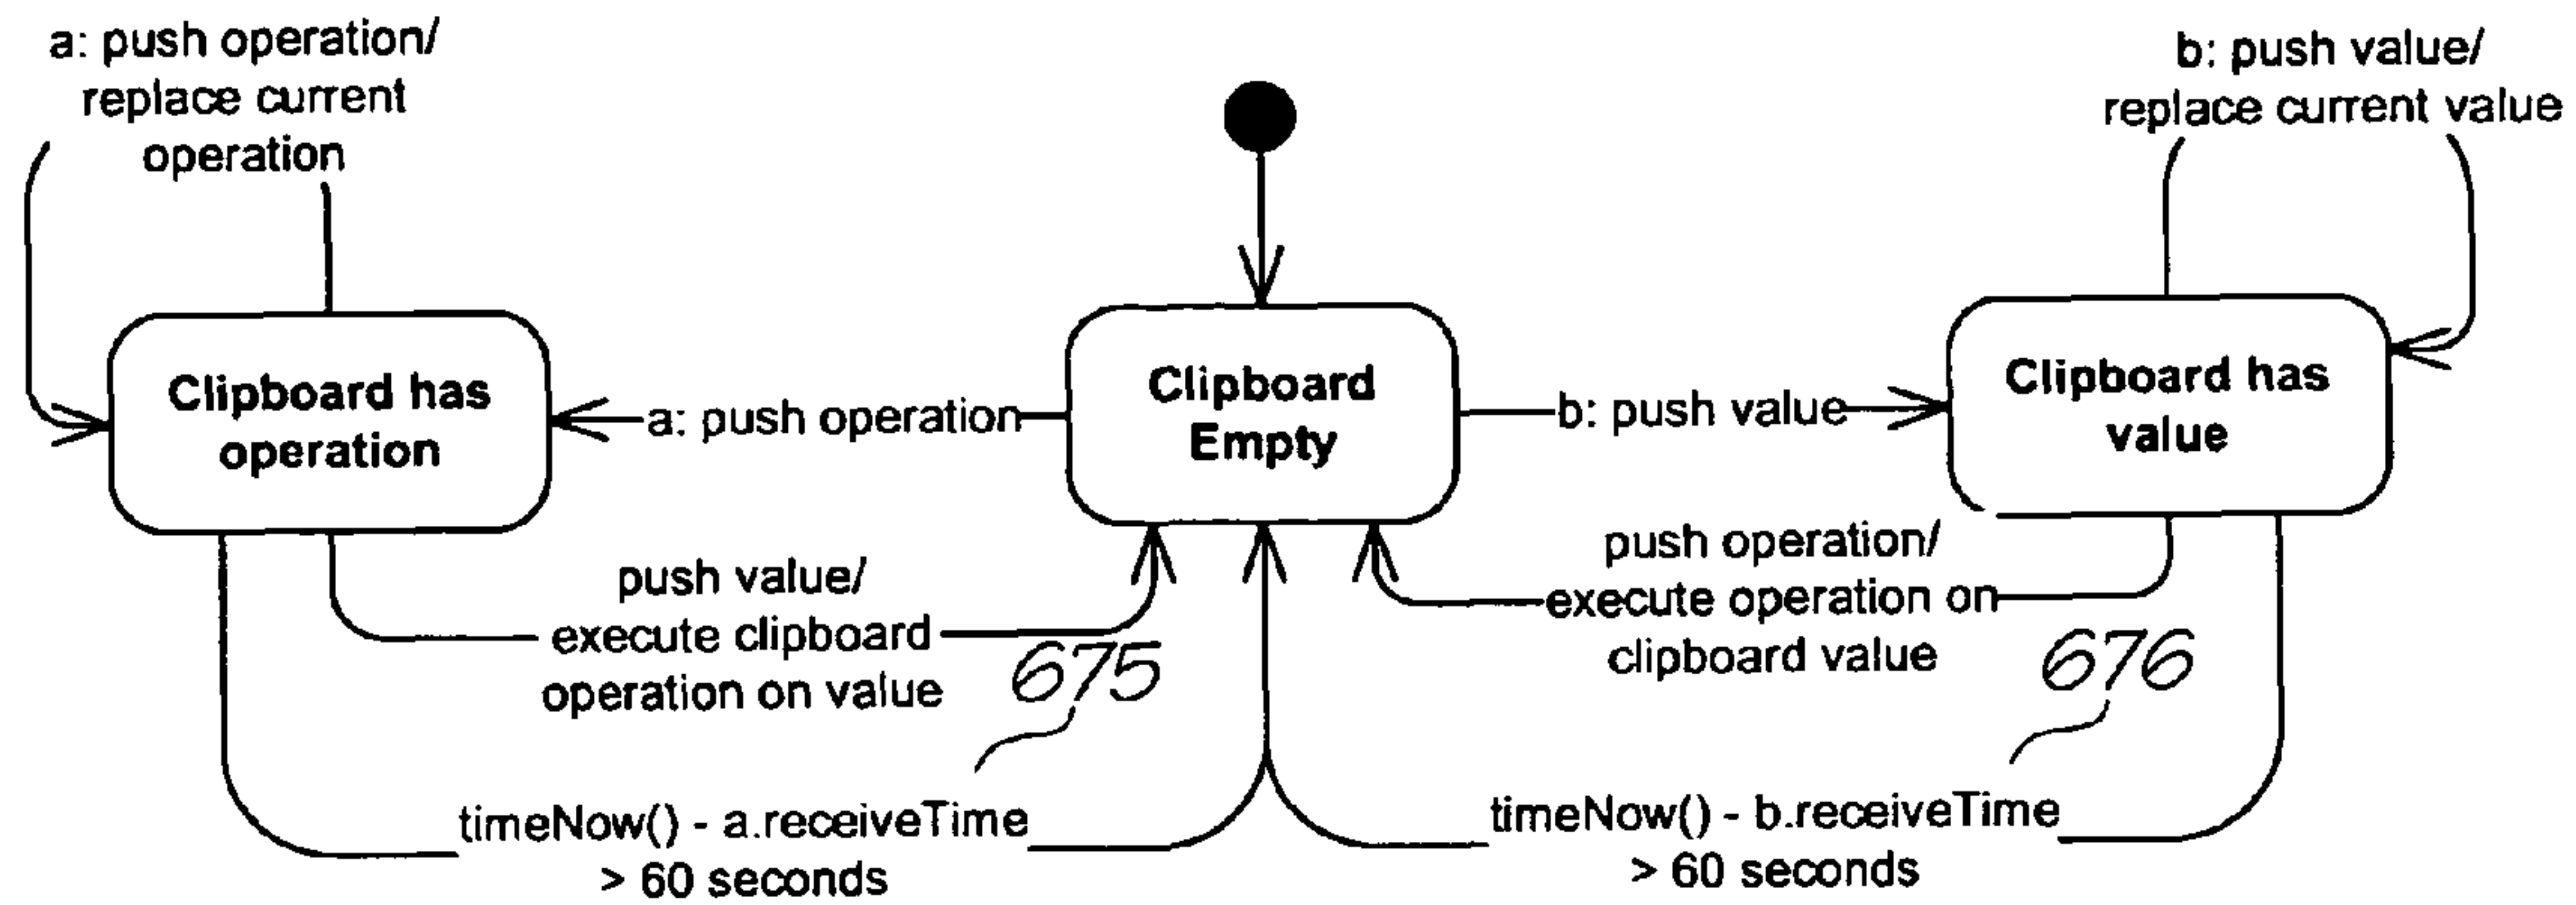 a: push operation/
replace current
operation
b: push value/
replace current value
Clipboard has
operation
a: push operation
Clipboard
Empty
b: push value
Clipboard has
value
push value/
execute clipboard
operation on value
675
push operation/
execute operation on
clipboard value
676
timeNow() - a.receiveTime
> 60 seconds
timeNow() - b.receiveTime
> 60 seconds